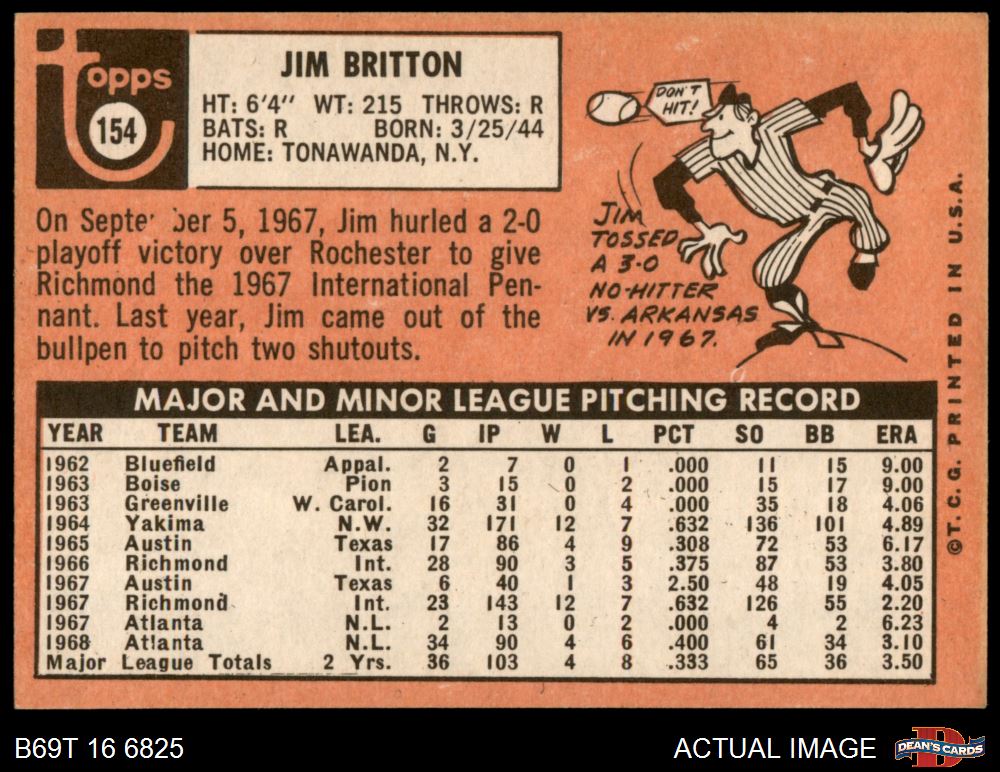 topps
154
JIM BRITTON
HT: 6'4" WT: 215 THROWS: R
BATS: R BORN: 3/25/44
HOME: TONAWANDA, N.Y.
On Septe ber 5, 1967, Jim hurled a 2-0
playoff victory over Rochester to give
Richmond the 1967 International Pen-
nant. Last year, Jim came out of the
bullpen to pitch two shutouts.
DON'T
HIT!
JIM
TOSSED
A 3-0
NO-HITTER
VS. ARKANSAS
IN 1967.
MAJOR AND MINOR LEAGUE PITCHING RECORD
YEAR TEAM LEA. G IP W L PCT SO BB ERA
1962 Bluefield Appal. 2 7 0 1 .000 11 15 9.00
1963 Boise Pion 3 15 0 2 .000 15 17 9.00
1963 Greenville W. Carol. 16 31 0 4 .000 35 18 4.06
1964 Yakima N.W. 32 171 12 7 .632 136 101 4.89
1965 Austin Texas 17 86 4 9 .308 72 53 6.17
1966 Richmond Int. 28 90 3 5 .375 87 53 3.80
1967 Austin Texas 6 40 1 3 2.50 48 19 4.05
1967 Richmond Int. 23 143 12 7 .632 126 55 2.20
1967 Atlanta N.L. 2 13 0 2 .000 4 2 6.23
1968 Atlanta N.L. 34 90 4 6 .400 61 34 3.10
Major League Totals 2 Yrs. 36 103 4 8 .333 65 36 3.50
©T. C. G. PRINTED IN U.S.A.
B69T 16 6825
ACTUAL IMAGE
DEAN'S CARDS